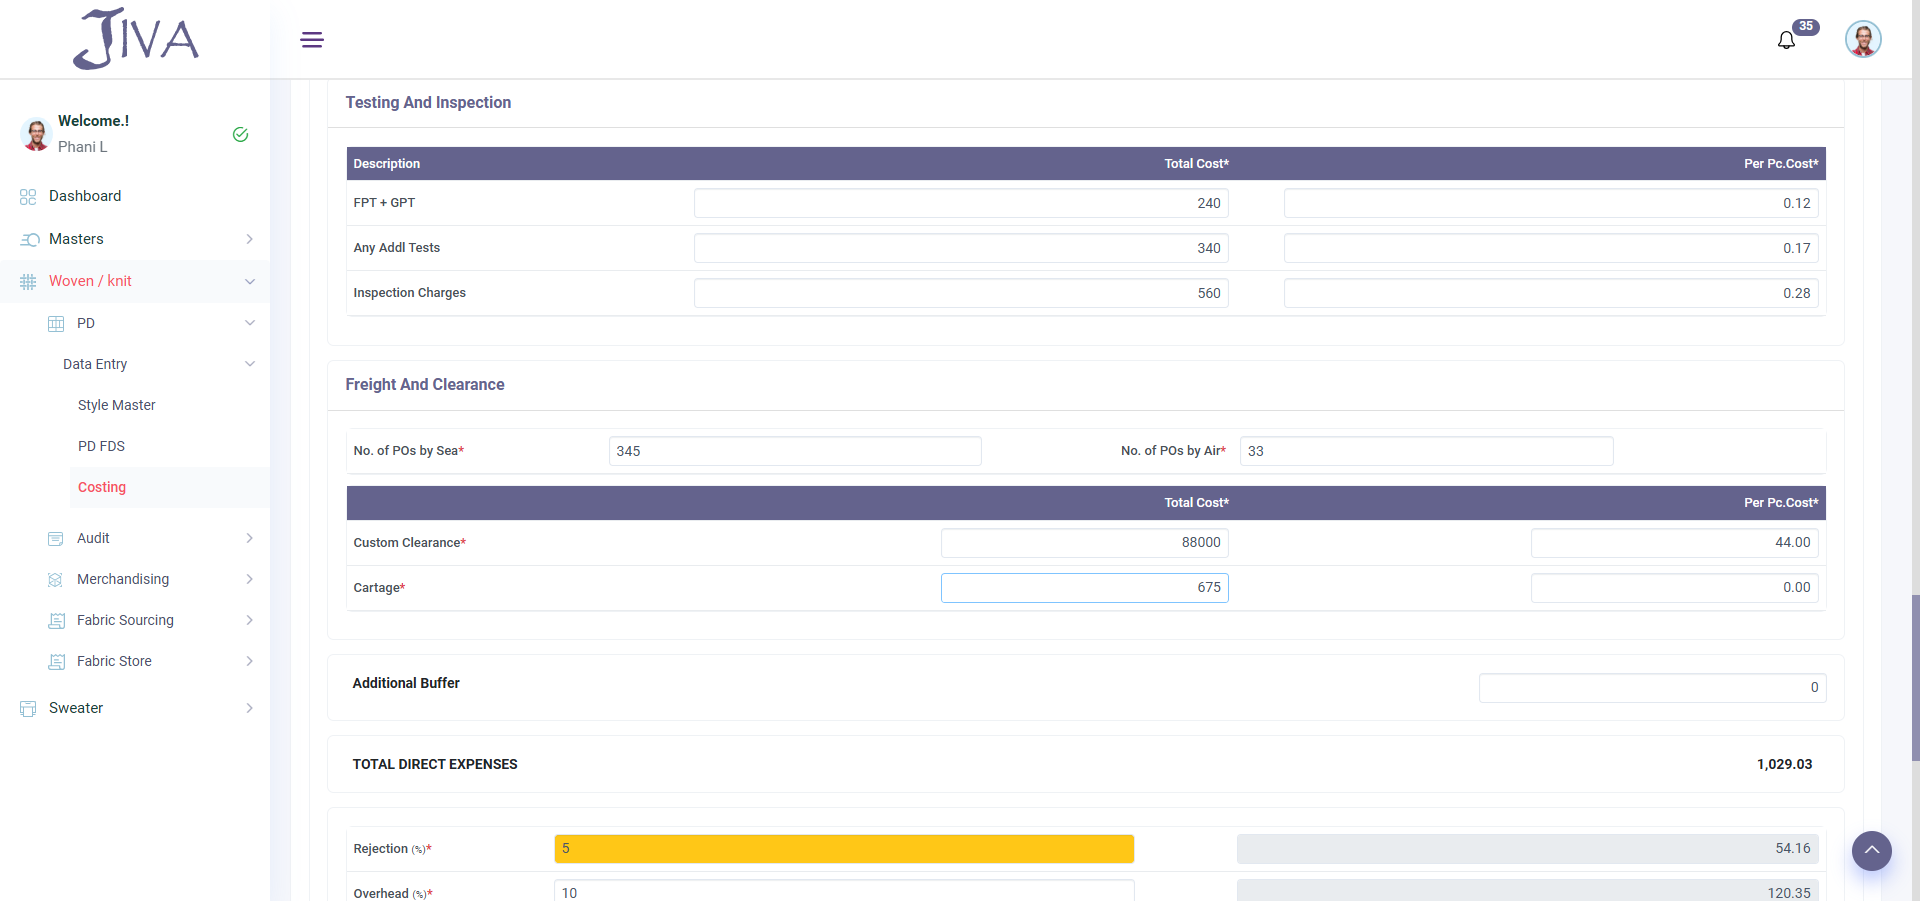 JIVA
35
Welcome.!
Phani L
Dashboard
Masters
Woven / knit
PD
Data Entry
Style Master
PD FDS
Costing
Audit
Merchandising
Fabric Sourcing
Fabric Store
Sweater
Testing And Inspection
Description Total Cost* Per Pc.Cost*
FPT + GPT 240 0.12
Any Addl Tests 340 0.17
Inspection Charges 560 0.28
Freight And Clearance
No. of POs by Sea* 345 No. of POs by Air* 33
Total Cost* Per Pc.Cost*
Custom Clearance* 88000 44.00
Cartage* 675 0.00
Additional Buffer 0
TOTAL DIRECT EXPENSES 1,029.03
Rejection (%)* 5 54.16
Overhead (%)* 10 120.35